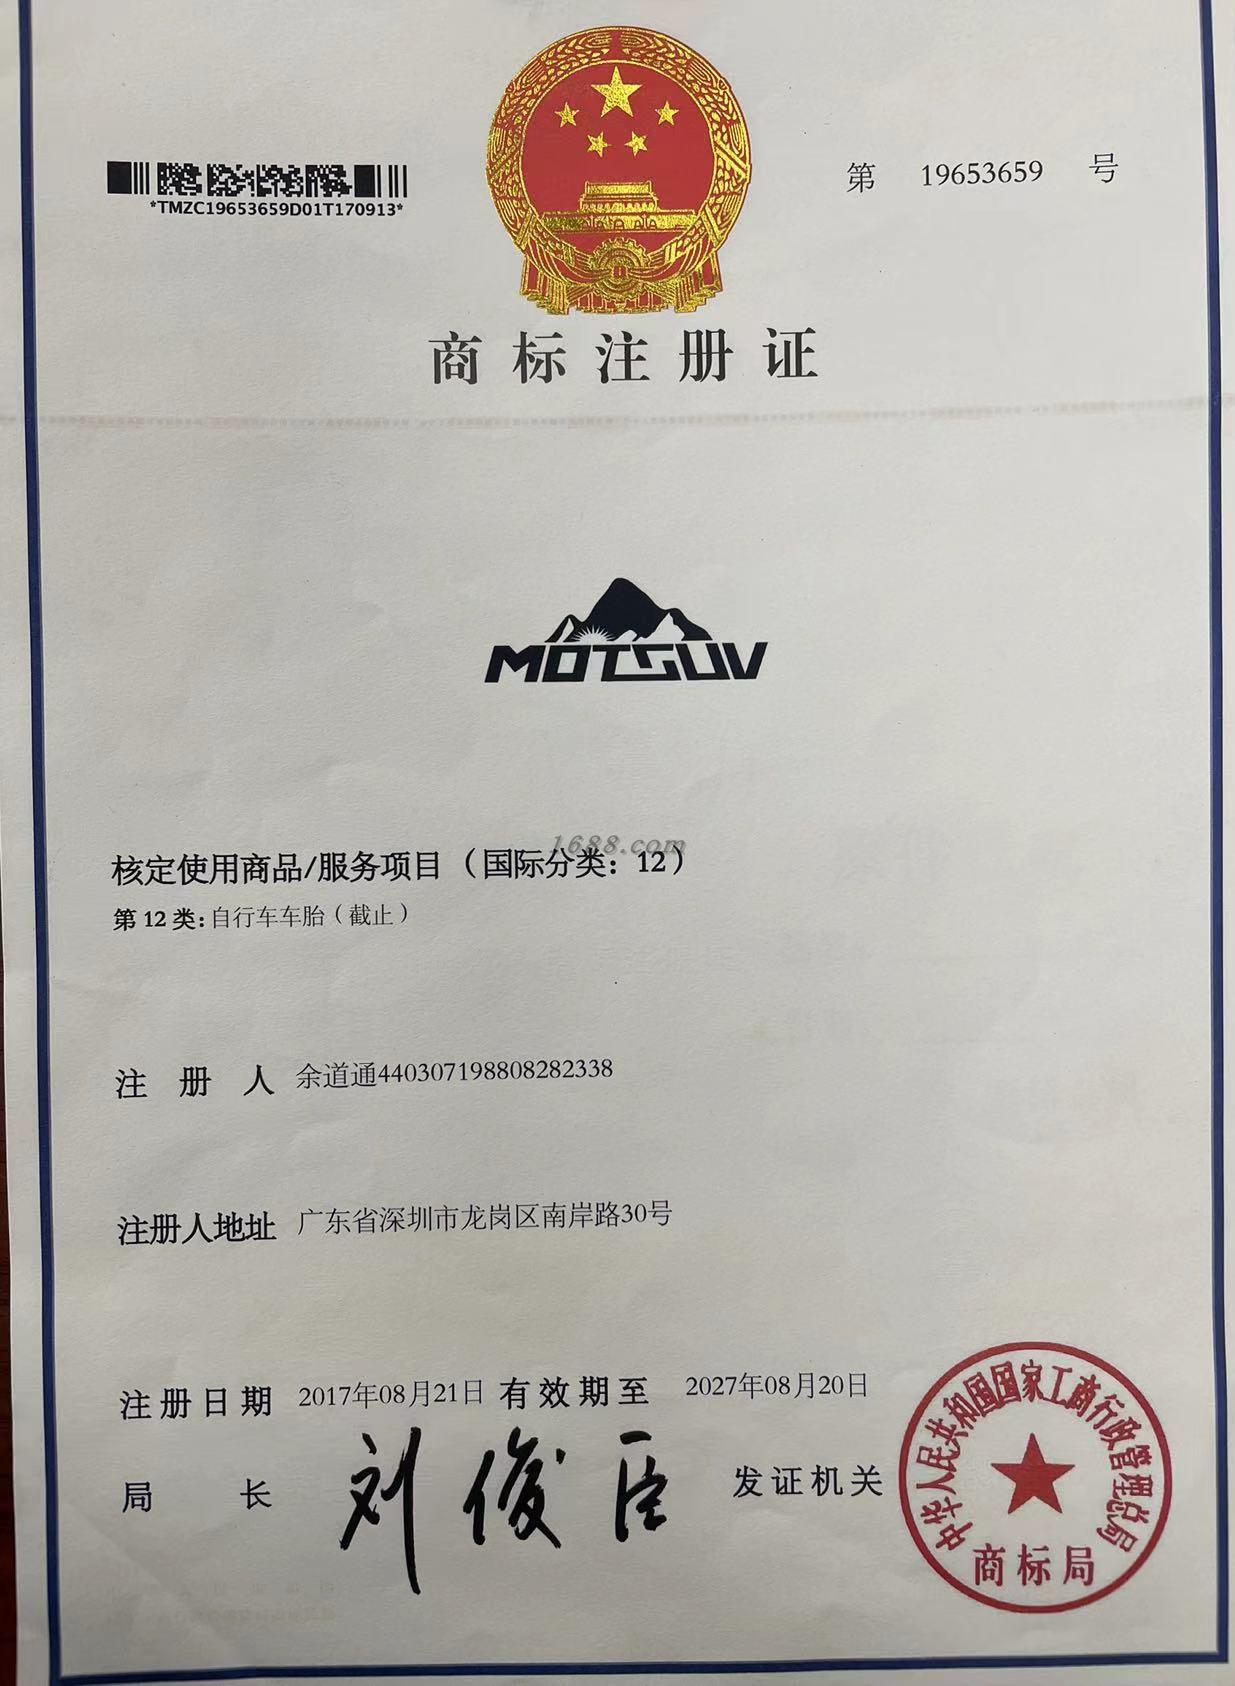 第 19653659 号
*TMZC19653659D01T170913*
商标注册证
MOTSUV
1688.com
核定使用商品/服务项目（国际分类：12）
第 12 类：自行车车胎（截止）
注册人 余道通440307198808282338
注册人地址 广东省深圳市龙岗区南岸路30号
注册日期 2017年08月21日 有效期至 2027年08月20日
局长 刘俊臣 发证机关
中华人民共和国国家工商行政管理总局
商标局